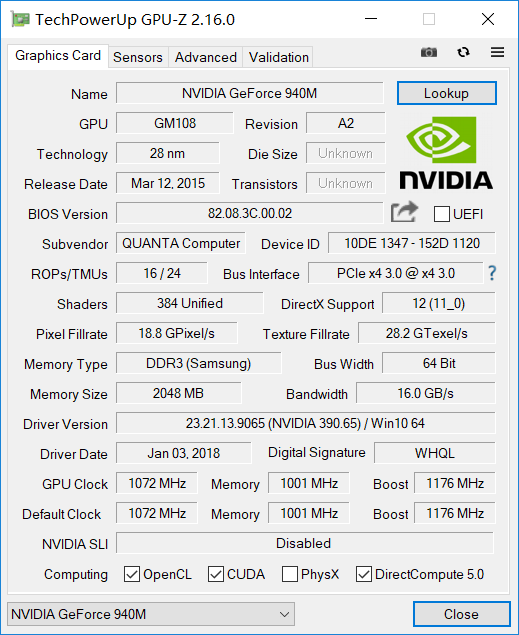 TechPowerUp GPU-Z 2.16.0
Graphics Card Sensors Advanced Validation
Name NVIDIA GeForce 940M Lookup
GPU GM108 Revision A2
Technology 28 nm Die Size Unknown
Release Date Mar 12, 2015 Transistors Unknown
NVIDIA
BIOS Version 82.08.3C.00.02 UEFI
Subvendor QUANTA Computer Device ID 10DE 1347 - 152D 1120
ROPs/TMUs 16 / 24 Bus Interface PCIe x4 3.0 @ x4 3.0 ?
Shaders 384 Unified DirectX Support 12 (11_0)
Pixel Fillrate 18.8 GPixel/s Texture Fillrate 28.2 GTexel/s
Memory Type DDR3 (Samsung) Bus Width 64 Bit
Memory Size 2048 MB Bandwidth 16.0 GB/s
Driver Version 23.21.13.9065 (NVIDIA 390.65) / Win10 64
Driver Date Jan 03, 2018 Digital Signature WHQL
GPU Clock 1072 MHz Memory 1001 MHz Boost 1176 MHz
Default Clock 1072 MHz Memory 1001 MHz Boost 1176 MHz
NVIDIA SLI Disabled
Computing OpenCL CUDA PhysX DirectCompute 5.0
NVIDIA GeForce 940M Close